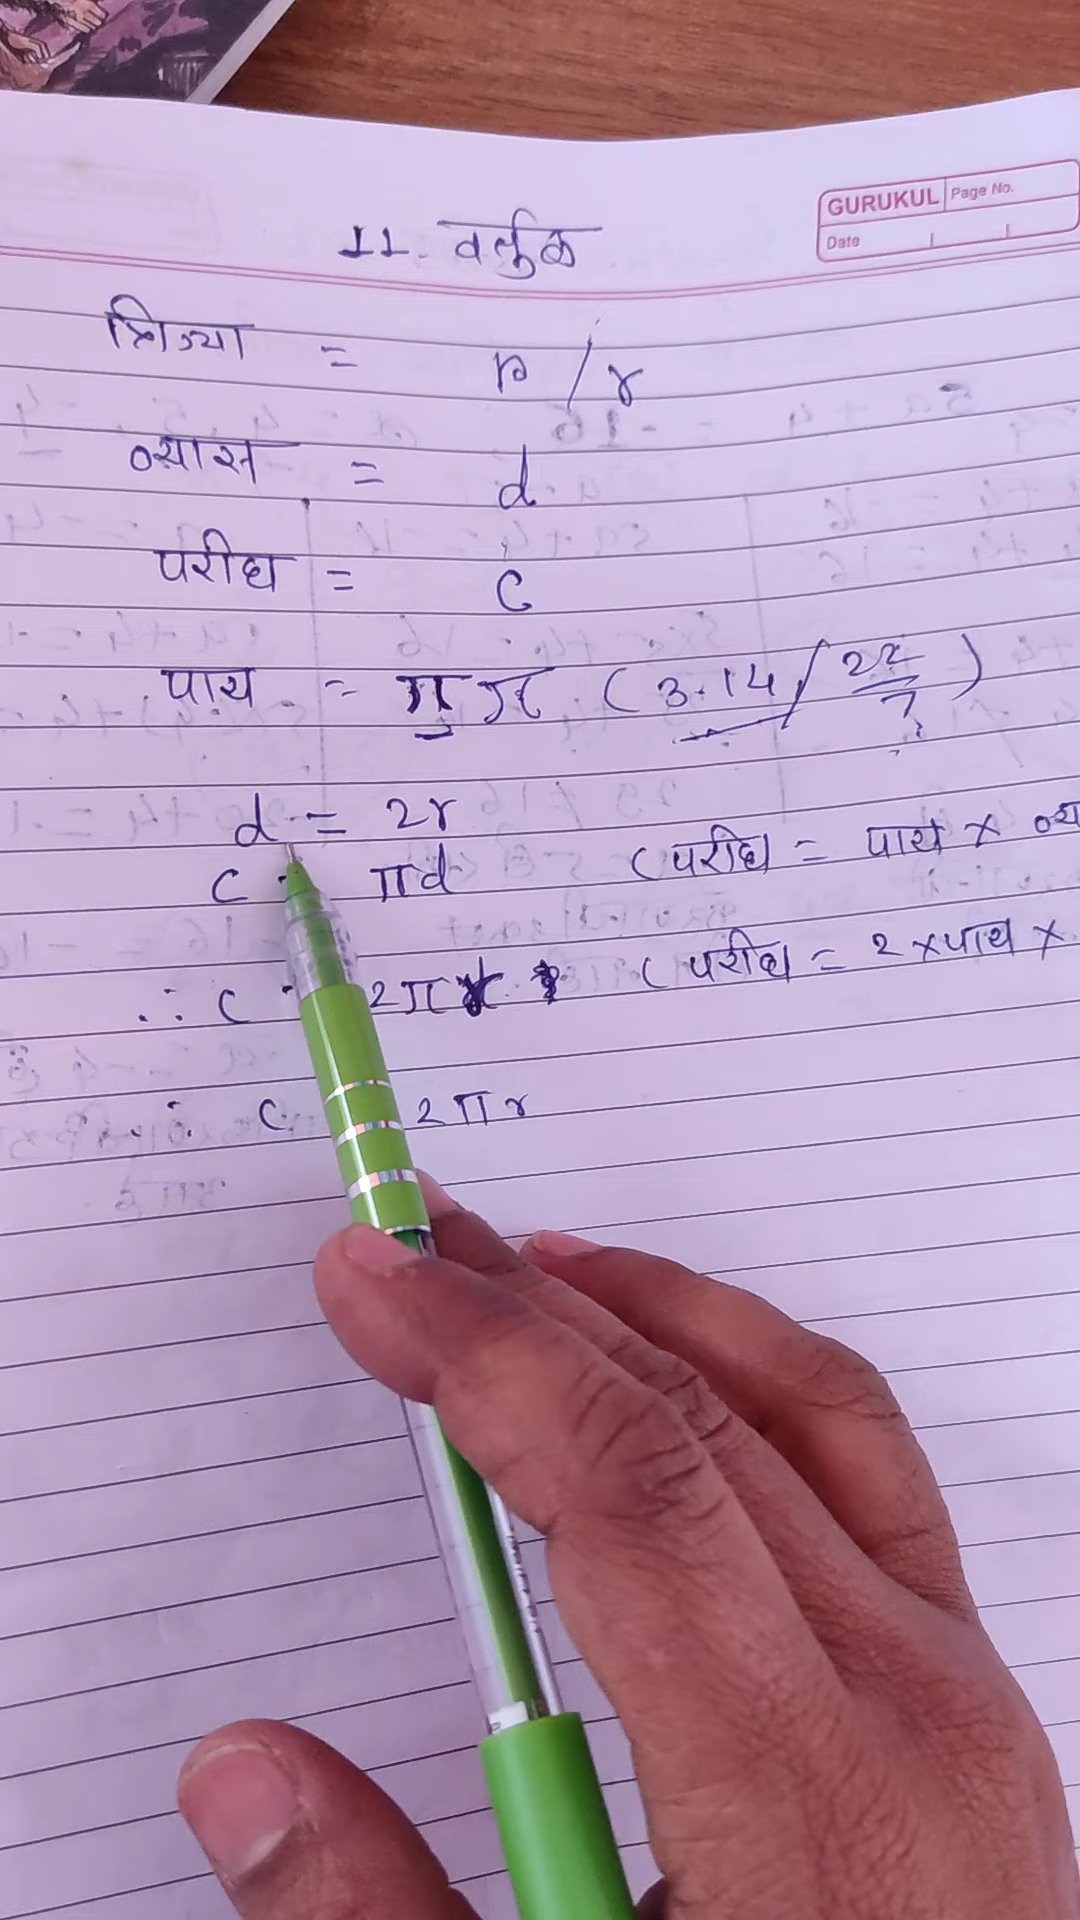 GURUKUL Page No.
Date
11. वर्तुळ
त्रिज्या = r / r
व्यास = d
परीघ = C
पाय = π (3.14 / 22/7)
d = 2r
C πd (परीघ = पाय × व्या
∴ C 2πr (परीघ = 2 × पाय ×
∴ C 2πr